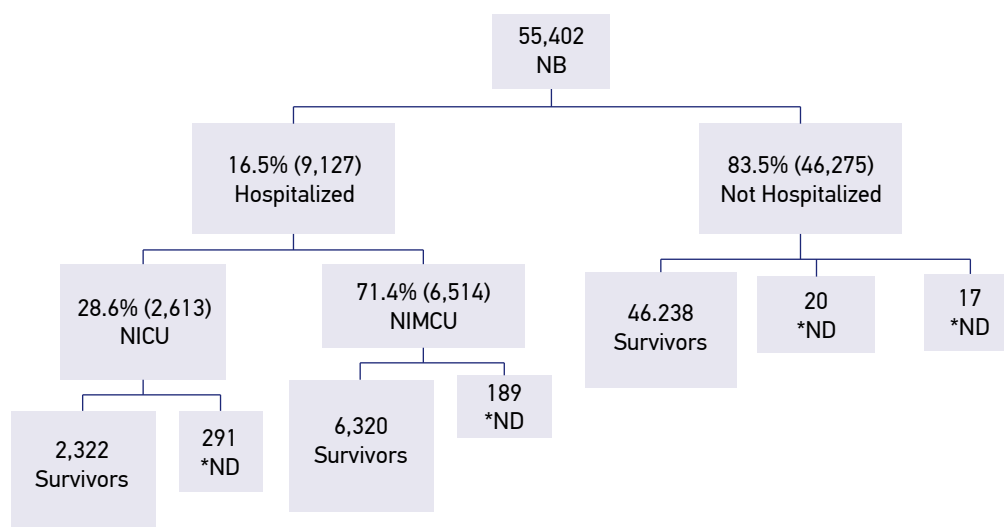 55,402
NB
16.5% (9,127)
Hospitalized
83.5% (46,275)
Not Hospitalized
28.6% (2,613)
NICU
71.4% (6,514)
NIMCU
46.238
Survivors
20
*ND
17
*ND
2,322
Survivors
291
*ND
6,320
Survivors
189
*ND